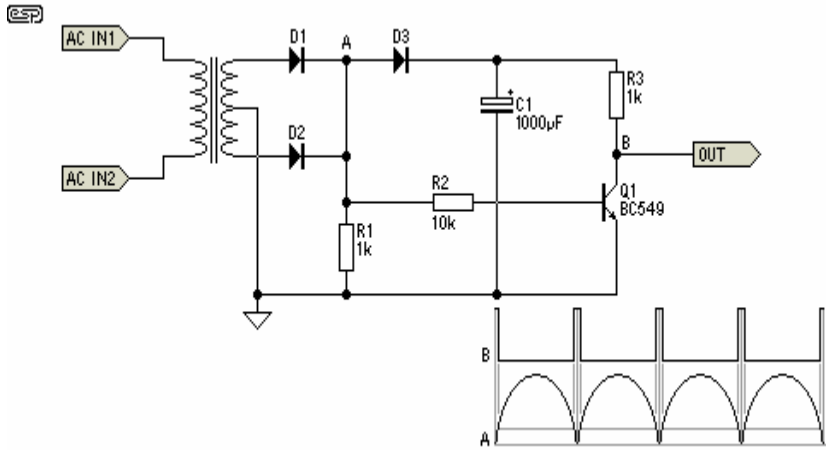 esp
AC IN1
AC IN2
D1
A
D3
D2
C1
1000µF
+
R3
1k
B
OUT
R2
10k
Q1
BC549
R1
1k
B
A